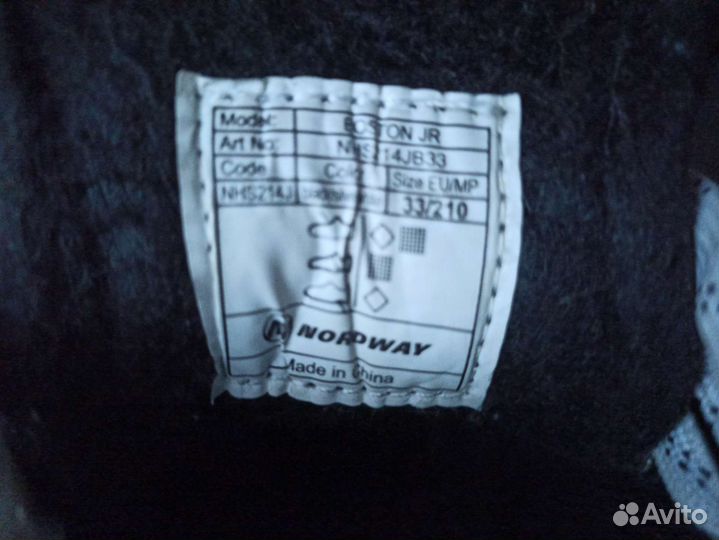 Model: BOSTON JR
Art No: NHS214JB33
Code Color Size EU/MP
NHS214J 33/210
NORDWAY
Made in China
Avito